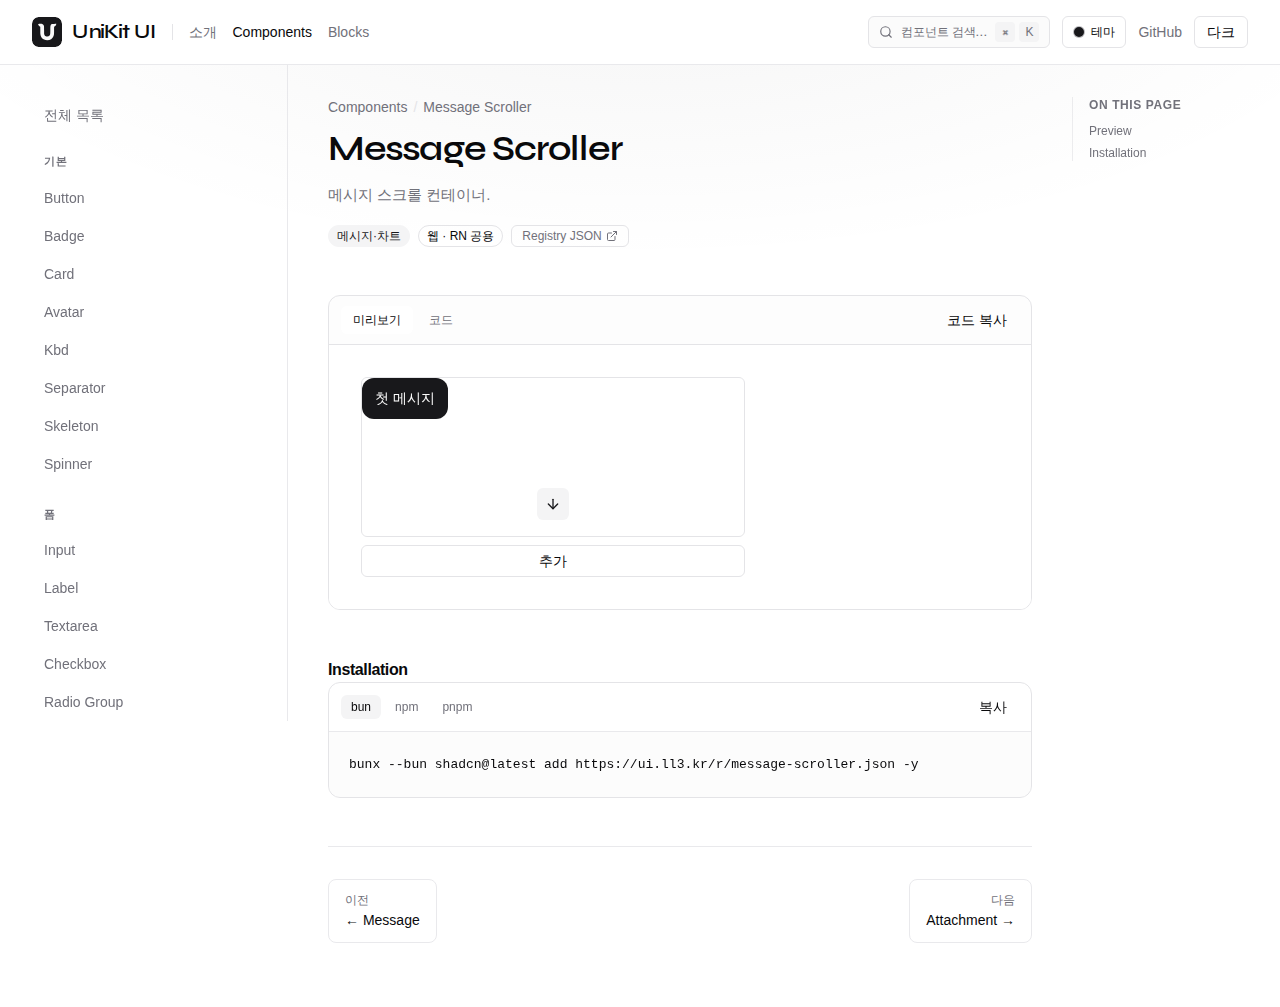 UniKit UI
소개
Components
Blocks
컴포넌트 검색…
⌘
K
테마
GitHub
다크
전체 목록
기본
Button
Badge
Card
Avatar
Kbd
Separator
Skeleton
Spinner
폼
Input
Label
Textarea
Checkbox
Radio Group
Components / Message Scroller
Message Scroller
메시지 스크롤 컨테이너.
메시지·차트
웹 · RN 공용
Registry JSON
미리보기
코드
코드 복사
첫 메시지
추가
Installation
bun
npm
pnpm
복사
bunx --bun shadcn@latest add https://ui.ll3.kr/r/message-scroller.json -y
이전
← Message
다음
Attachment →
ON THIS PAGE
Preview
Installation